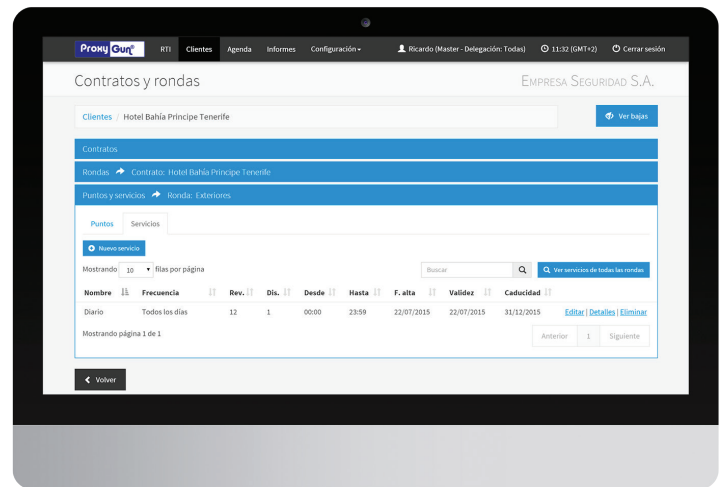 Proxy Gun® RTI Clientes Agenda Informes Configuración Ricardo (Master - Delegación: Todas) 11:32 (GMT+2) Cerrar sesión
Contratos y rondas EMPRESA SEGURIDAD S.A.
Clientes / Hotel Bahía Principe Tenerife Ver bajas
Contratos
Rondas Contrato: Hotel Bahía Principe Tenerife
Puntos y servicios Ronda: Exteriores
Puntos Servicios
Nuevo servicio
Mostrando 10 filas por página Buscar Ver servicios de todas las rondas
Nombre Frecuencia Rev. Dis. Desde Hasta F. alta Validez Caducidad
Diario Todos los días 12 1 00:00 23:59 22/07/2015 22/07/2015 31/12/2015 Editar | Detalles | Eliminar
Mostrando página 1 de 1 Anterior 1 Siguiente
Volver